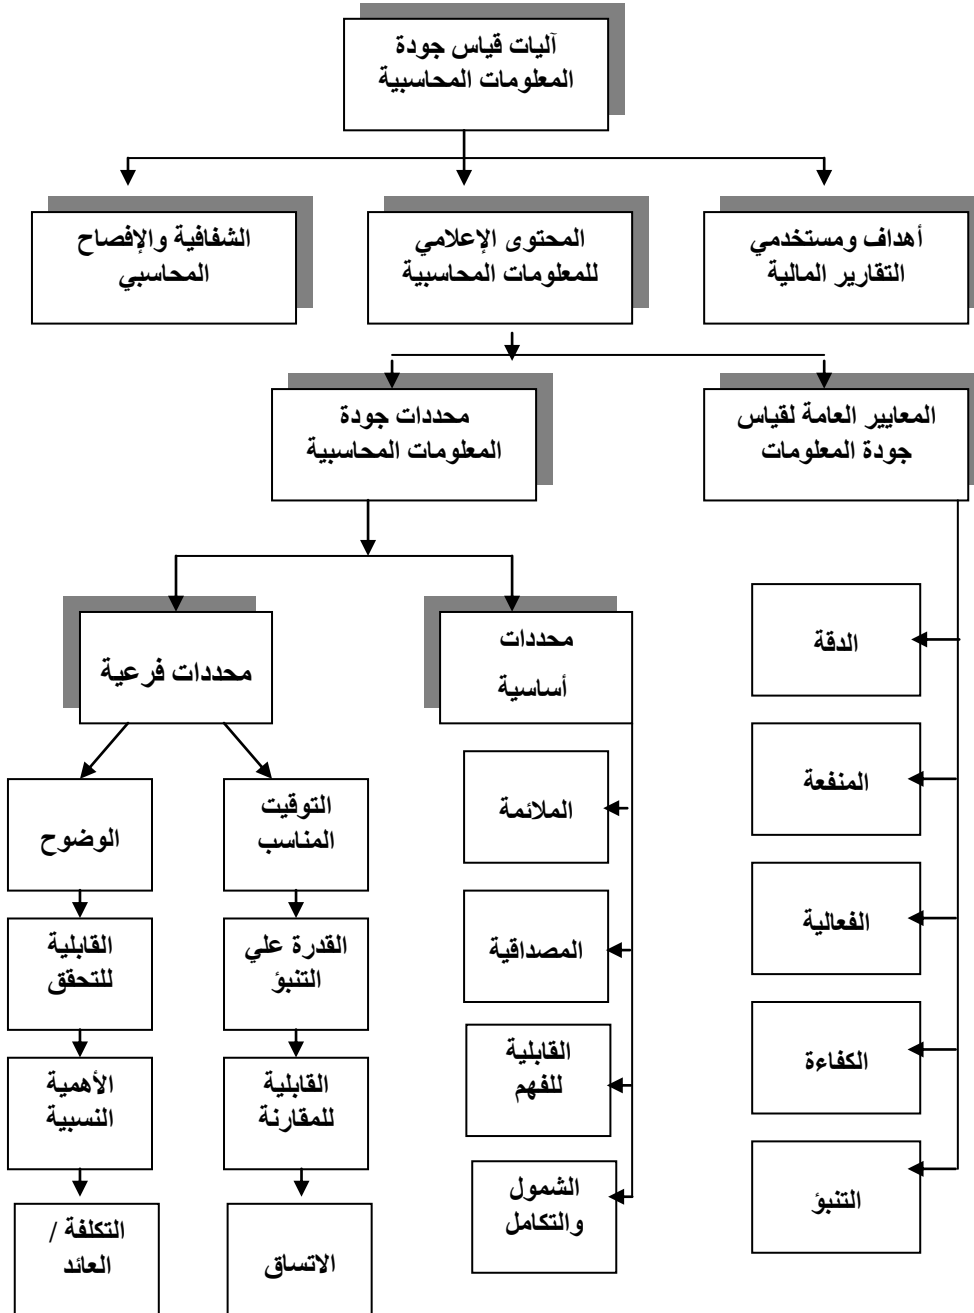 آليات قياس جودة
المعلومات المحاسبية
أهداف ومستخدمي
التقارير المالية
المحتوى الإعلامي
للمعلومات المحاسبية
الشفافية والإفصاح
المحاسبي
المعايير العامة لقياس
جودة المعلومات
محددات جودة
المعلومات المحاسبية
الدقة
المنفعة
الفعالية
الكفاءة
التنبؤ
محددات
أساسية
الملائمة
المصداقية
القابلية
للفهم
الشمول
والتكامل
محددات فرعية
التوقيت
المناسب
القدرة علي
التنبؤ
القابلية
للمقارنة
الاتساق
الوضوح
القابلية
للتحقق
الأهمية
النسبية
التكلفة /
العائد